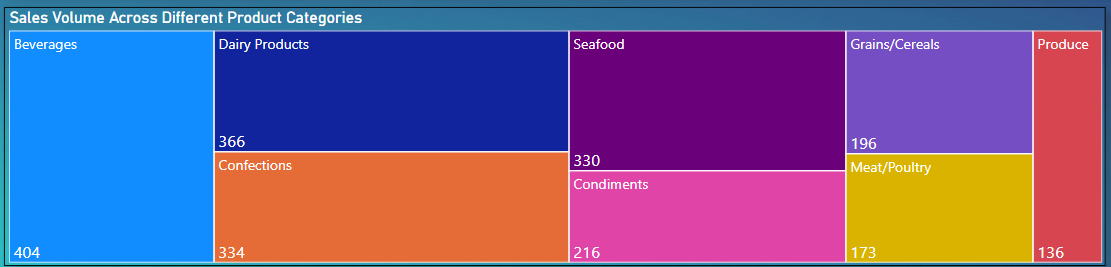 Sales Volume Across Different Product Categories
Beverages
404
Dairy Products
366
Confections
334
Seafood
330
Condiments
216
Grains/Cereals
196
Meat/Poultry
173
Produce
136